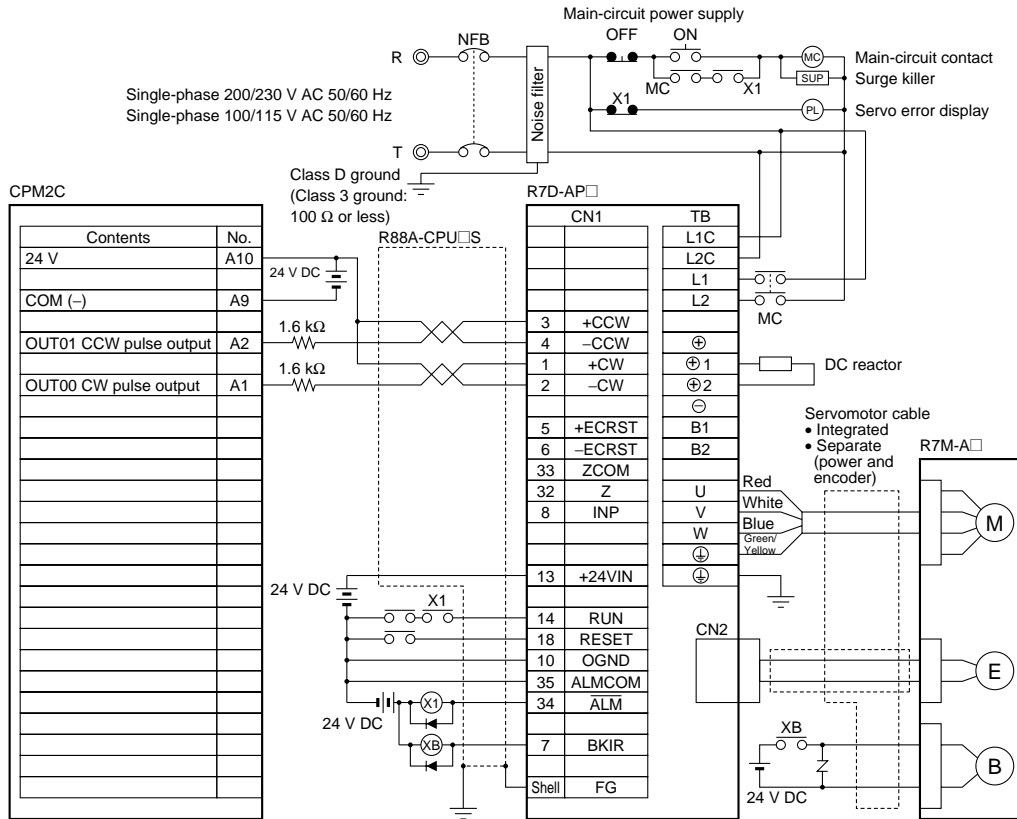 Main-circuit power supply
OFF
ON
NFB
R
MC
Main-circuit contact
SUP
Surge killer
MC
X1
Single-phase 200/230 V AC 50/60 Hz
Single-phase 100/115 V AC 50/60 Hz
Noise filter
X1
PL
Servo error display
T
Class D ground
(Class 3 ground:
100 Ω or less)
CPM2C
R7D-AP□
CN1
TB
Contents
No.
R88A-CPU□S
L1C
24 V
A10
L2C
24 V DC
L1
COM (−)
A9
L2
MC
1.6 kΩ
3
+CCW
OUT01 CCW pulse output
A2
4
−CCW
⊕
1.6 kΩ
1
+CW
⊕1
DC reactor
OUT00 CW pulse output
A1
2
−CW
⊕2
⊖
Servomotor cable
• Integrated
• Separate
(power and
encoder)
R7M-A□
5
+ECRST
B1
6
−ECRST
B2
33
ZCOM
32
Z
U
Red
8
INP
V
White
W
Blue
Green/
Yellow
M
24 V DC
13
+24VIN
X1
14
RUN
18
RESET
CN2
10
OGND
35
ALMCOM
E
X1
34
ALM
24 V DC
XB
XB
7
BKIR
B
24 V DC
Shell
FG